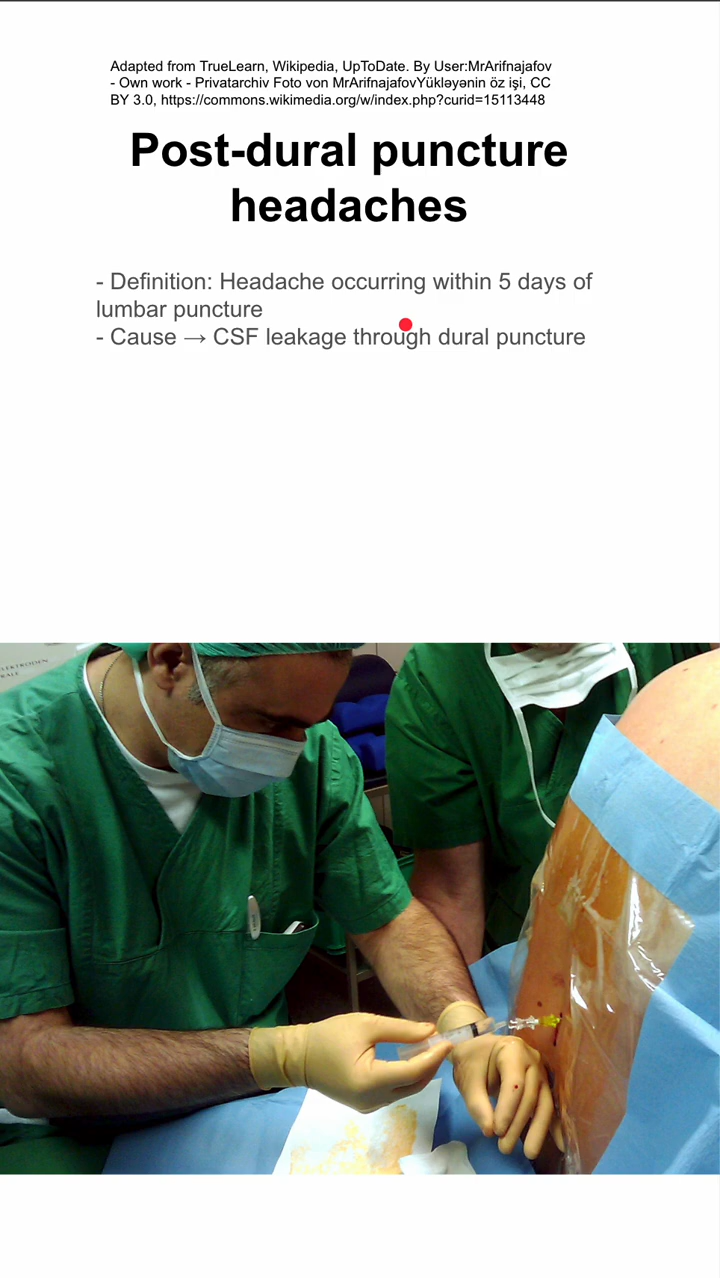 Adapted from TrueLearn, Wikipedia, UpToDate. By User:MrArifnajafov
- Own work - Privatarchiv Foto von MrArifnajafovYükləyənin öz işi, CC
BY 3.0, https://commons.wikimedia.org/w/index.php?curid=15113448
Post-dural puncture
headaches
- Definition: Headache occurring within 5 days of
lumbar puncture
- Cause → CSF leakage through dural puncture